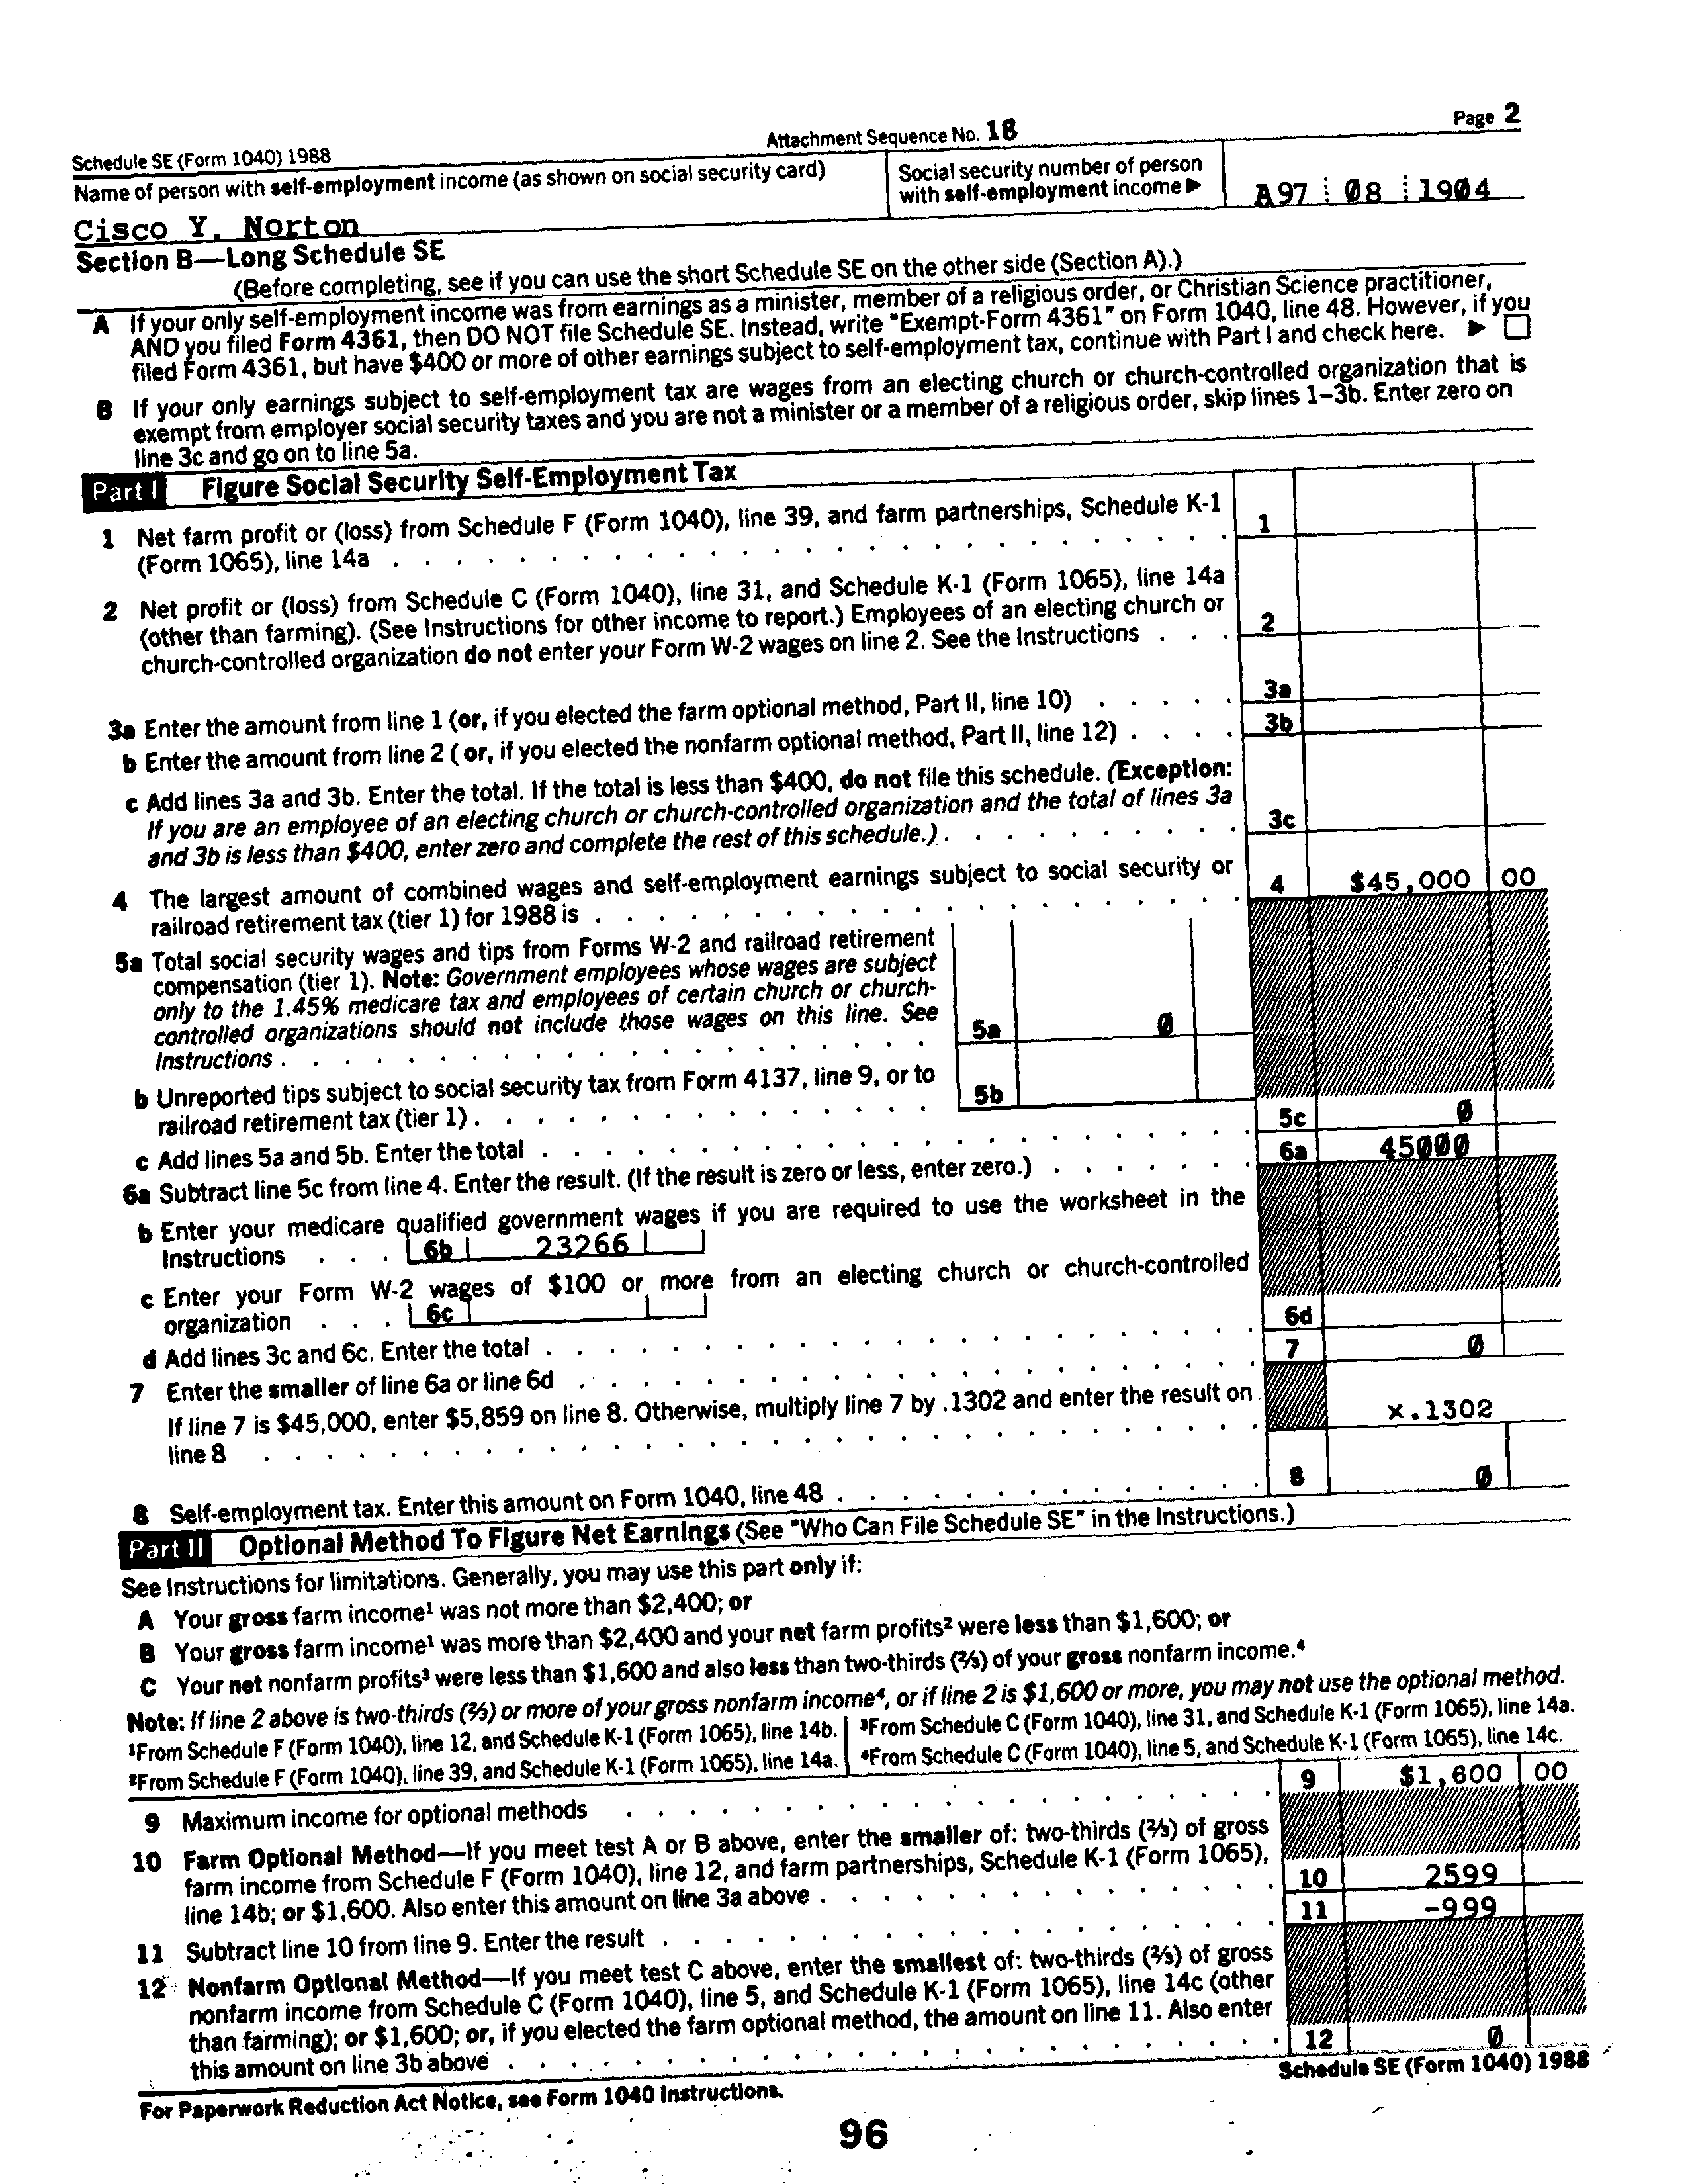 Schedule SE (Form 1040) 1988 Attachment Sequence No. 18 Page 2
Name of person with self-employment income (as shown on social security card)
Cisco Y. Norton
Social security number of person
with self-employment income ▶ A97 08 1904
Section B—Long Schedule SE
(Before completing, see if you can use the short Schedule SE on the other side (Section A).)
A If your only self-employment income was from earnings as a minister, member of a religious order, or Christian Science practitioner,
AND you filed Form 4361, then DO NOT file Schedule SE. Instead, write "Exempt-Form 4361" on Form 1040, line 48. However, if you
filed Form 4361, but have $400 or more of other earnings subject to self-employment tax, continue with Part I and check here. ▶ ☐
B If your only earnings subject to self-employment tax are wages from an electing church or church-controlled organization that is
exempt from employer social security taxes and you are not a minister or a member of a religious order, skip lines 1–3b. Enter zero on
line 3c and go on to line 5a.
Part I Figure Social Security Self-Employment Tax
1 Net farm profit or (loss) from Schedule F (Form 1040), line 39, and farm partnerships, Schedule K-1
(Form 1065), line 14a . . . 1
2 Net profit or (loss) from Schedule C (Form 1040), line 31, and Schedule K-1 (Form 1065), line 14a
(other than farming). (See Instructions for other income to report.) Employees of an electing church or
church-controlled organization do not enter your Form W-2 wages on line 2. See the Instructions . . . 2
3a Enter the amount from line 1 (or, if you elected the farm optional method, Part II, line 10) . . . . . 3a
b Enter the amount from line 2 ( or, if you elected the nonfarm optional method, Part II, line 12) . . . . 3b
c Add lines 3a and 3b. Enter the total. If the total is less than $400, do not file this schedule. (Exception:
If you are an employee of an electing church or church-controlled organization and the total of lines 3a
and 3b is less than $400, enter zero and complete the rest of this schedule.) . . . 3c
4 The largest amount of combined wages and self-employment earnings subject to social security or
railroad retirement tax (tier 1) for 1988 is . . . 4 $45,000 00
5a Total social security wages and tips from Forms W-2 and railroad retirement
compensation (tier 1). Note: Government employees whose wages are subject
only to the 1.45% medicare tax and employees of certain church or church-
controlled organizations should not include those wages on this line. See
Instructions . . . 5a 0
b Unreported tips subject to social security tax from Form 4137, line 9, or to
railroad retirement tax (tier 1) . . . 5b
c Add lines 5a and 5b. Enter the total . . . 5c 0
6a Subtract line 5c from line 4. Enter the result. (If the result is zero or less, enter zero.) . . . 6a 45000
b Enter your medicare qualified government wages if you are required to use the worksheet in the
Instructions . . . 6b 23266
c Enter your Form W-2 wages of $100 or more from an electing church or church-controlled
organization . . . 6c
d Add lines 3c and 6c. Enter the total . . . 6d
7 Enter the smaller of line 6a or line 6d . . . 7 0
If line 7 is $45,000, enter $5,859 on line 8. Otherwise, multiply line 7 by .1302 and enter the result on
line 8 . . . x.1302
8 Self-employment tax. Enter this amount on Form 1040, line 48 . . . 8 0
Part II Optional Method To Figure Net Earnings (See "Who Can File Schedule SE" in the Instructions.)
See Instructions for limitations. Generally, you may use this part only if:
A Your gross farm income¹ was not more than $2,400; or
B Your gross farm income¹ was more than $2,400 and your net farm profits² were less than $1,600; or
C Your net nonfarm profits³ were less than $1,600 and also less than two-thirds (⅔) of your gross nonfarm income.⁴
Note: If line 2 above is two-thirds (⅔) or more of your gross nonfarm income⁴, or if line 2 is $1,600 or more, you may not use the optional method.
¹From Schedule F (Form 1040), line 12, and Schedule K-1 (Form 1065), line 14b. ³From Schedule C (Form 1040), line 31, and Schedule K-1 (Form 1065), line 14a.
²From Schedule F (Form 1040), line 39, and Schedule K-1 (Form 1065), line 14a. ⁴From Schedule C (Form 1040), line 5, and Schedule K-1 (Form 1065), line 14c.
9 Maximum income for optional methods . . . 9 $1,600 00
10 Farm Optional Method—If you meet test A or B above, enter the smaller of: two-thirds (⅔) of gross
farm income from Schedule F (Form 1040), line 12, and farm partnerships, Schedule K-1 (Form 1065),
line 14b; or $1,600. Also enter this amount on line 3a above . . . 10 2599
11 Subtract line 10 from line 9. Enter the result . . . 11 -999
12 Nonfarm Optional Method—If you meet test C above, enter the smallest of: two-thirds (⅔) of gross
nonfarm income from Schedule C (Form 1040), line 5, and Schedule K-1 (Form 1065), line 14c (other
than farming); or $1,600; or, if you elected the farm optional method, the amount on line 11. Also enter
this amount on line 3b above . . . 12 0
For Paperwork Reduction Act Notice, see Form 1040 Instructions. Schedule SE (Form 1040) 1988
96